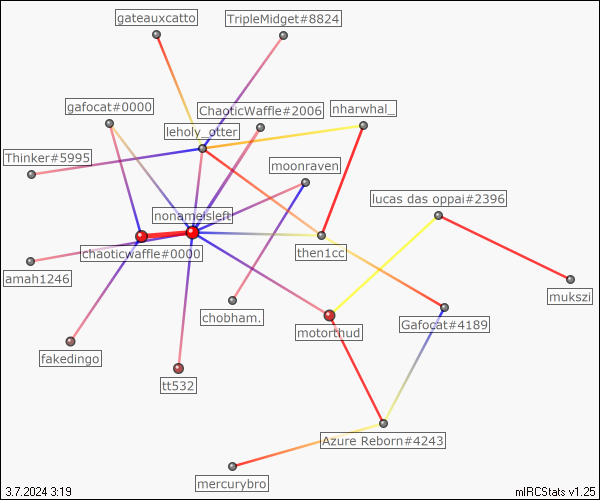 gateauxcatto
TripleMidget#8824
gafocat#0000
ChaoticWaffle#2006
nharwhal_
leholy_otter
Thinker#5995
moonraven
lucas das oppai#2396
nonameisleft
chaoticwaffle#0000
then1cc
amah1246
mukszi
chobham.
motorthud
Gafocat#4189
fakedingo
tt532
Azure Reborn#4243
mercurybro
3.7.2024 3:19
mIRCStats v1.25